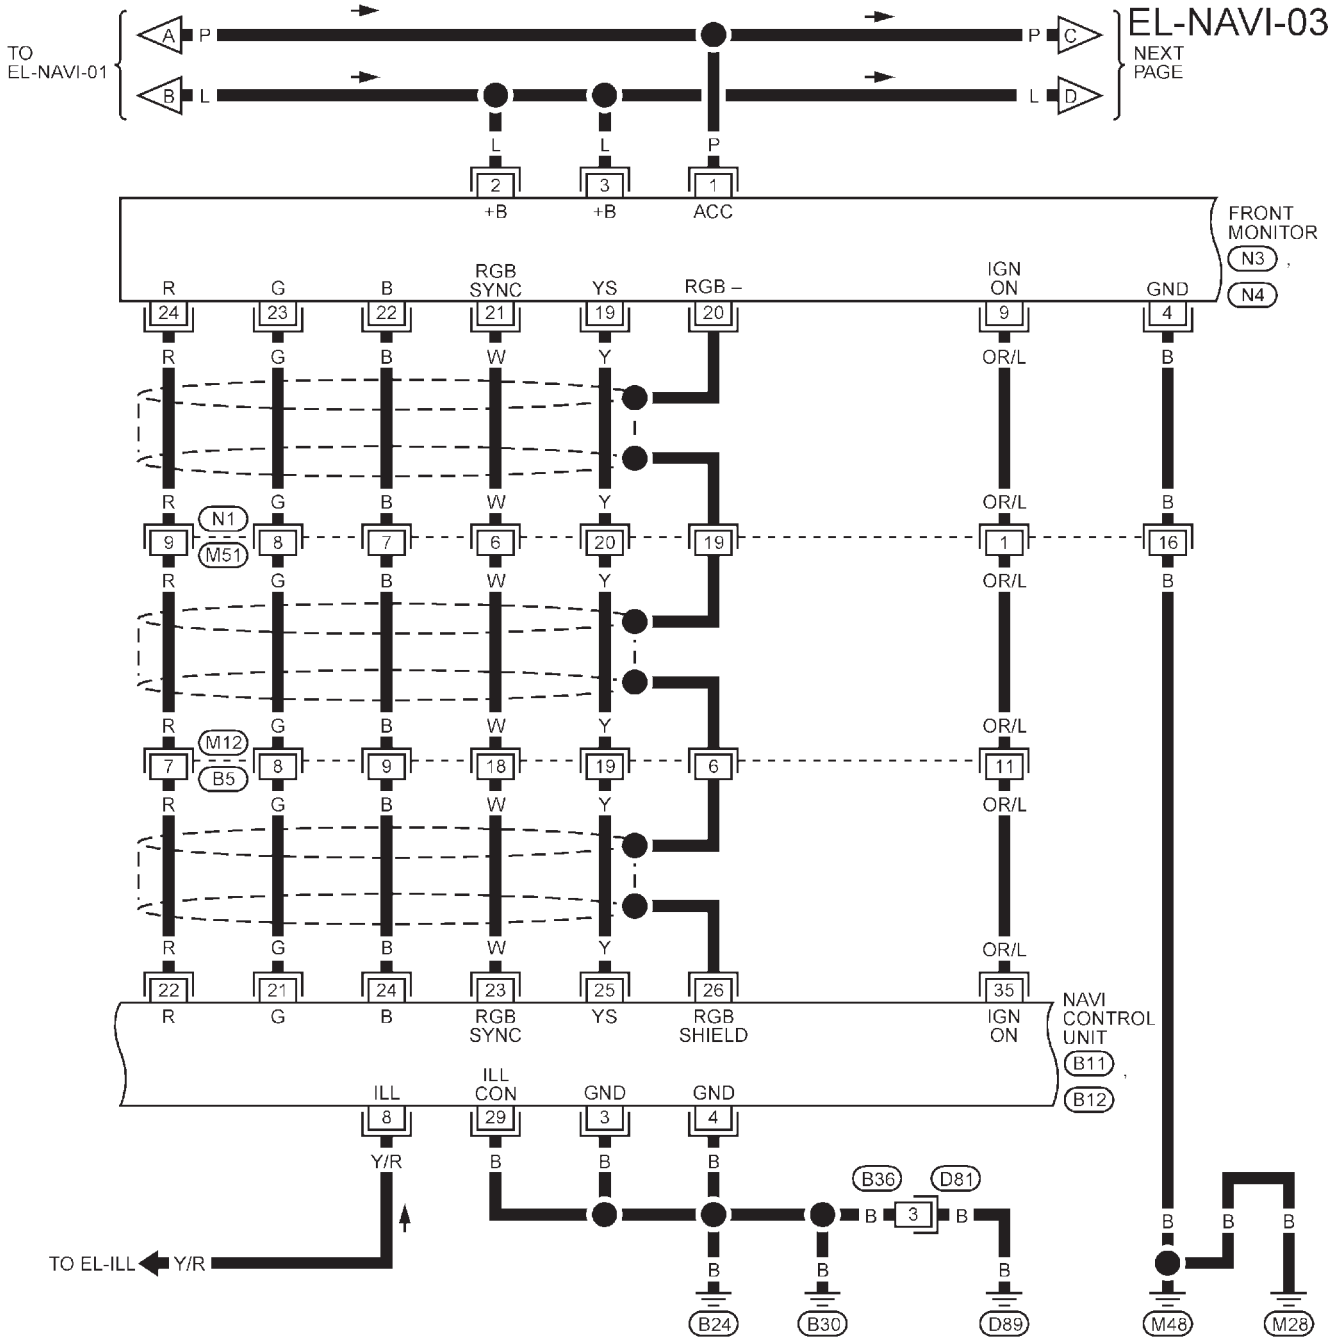 EL-NAVI-03
TO
EL-NAVI-01
A P P C
NEXT
PAGE
B L L D
L L P
2 3 1
+B +B ACC
FRONT
MONITOR
N3 ,
N4
R G B RGB SYNC YS RGB – IGN ON GND
24 23 22 21 19 20 9 4
R G B W Y OR/L B
R G B W Y OR/L B
N1
9 8 7 6 20 19 1 16
M51
R G B W Y OR/L B
R G B W Y OR/L
M12
7 8 9 18 19 6 11
B5
R G B W Y OR/L
R G B W Y OR/L
22 21 24 23 25 26 35
R G B RGB SYNC YS RGB SHIELD IGN ON
NAVI
CONTROL
UNIT
B11 ,
B12
ILL ILL CON GND GND
8 29 3 4
Y/R B B B
B36 D81
B 3 B
B B B
TO EL-ILL Y/R
B B B
B24 B30 D89 M48 M28